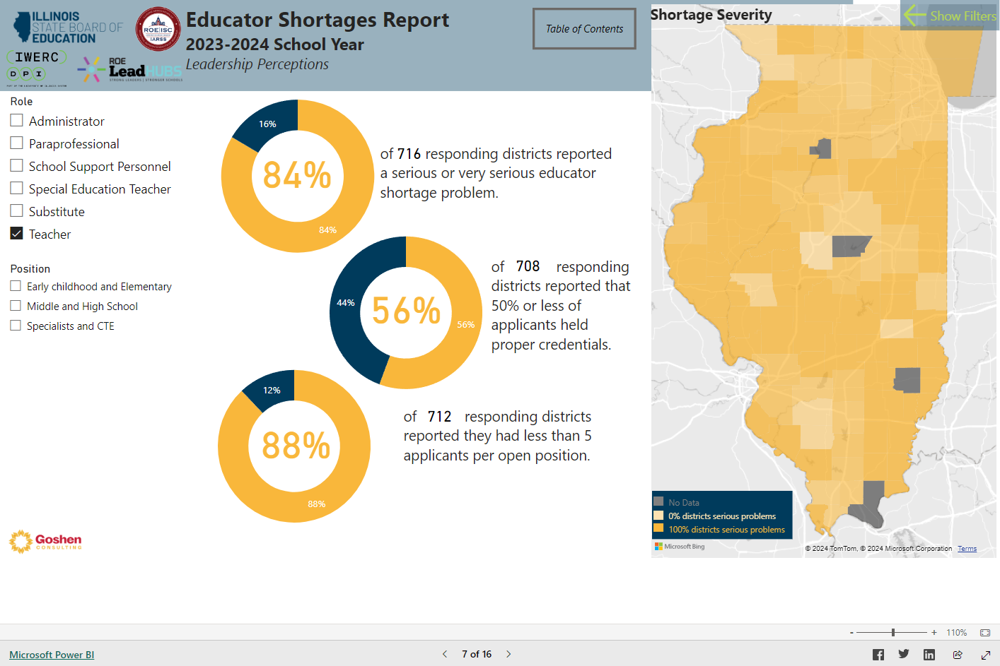 ILLINOIS
STATE BOARD OF
EDUCATION
ROE/ISC
IARSS
IWERC
DPI
ROE
LeadHUBS
STRONG LEADERS | STRONGER SCHOOLS
Educator Shortages Report
2023-2024 School Year
Leadership Perceptions
Table of Contents
Shortage Severity
Show Filters
Role
Administrator
Paraprofessional
School Support Personnel
Special Education Teacher
Substitute
Teacher
Position
Early childhood and Elementary
Middle and High School
Specialists and CTE
16%
84%
84%
of 716 responding districts reported
a serious or very serious educator
shortage problem.
44%
56%
56%
of 708 responding
districts reported that
50% or less of
applicants held
proper credentials.
12%
88%
88%
of 712 responding districts
reported they had less than 5
applicants per open position.
No Data
0% districts serious problems
100% districts serious problems
Microsoft Bing
© 2024 TomTom, © 2024 Microsoft Corporation Terms
Goshen
CONSULTING
- + 110%
Microsoft Power BI
< 7 of 16 >